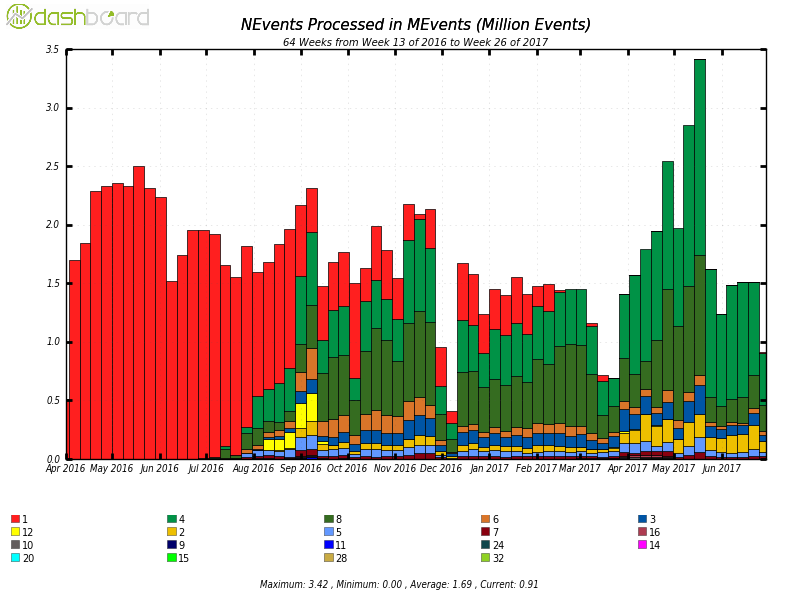 dashboard
NEvents Processed in MEvents (Million Events)
64 Weeks from Week 13 of 2016 to Week 26 of 2017
3.5
3.0
2.5
2.0
1.5
1.0
0.5
0.0
Apr 2016 May 2016 Jun 2016 Jul 2016 Aug 2016 Sep 2016 Oct 2016 Nov 2016 Dec 2016 Jan 2017 Feb 2017 Mar 2017 Apr 2017 May 2017 Jun 2017
1 4 8 6 3
12 2 5 7 16
10 9 11 24 14
20 15 28 32
Maximum: 3.42 , Minimum: 0.00 , Average: 1.69 , Current: 0.91